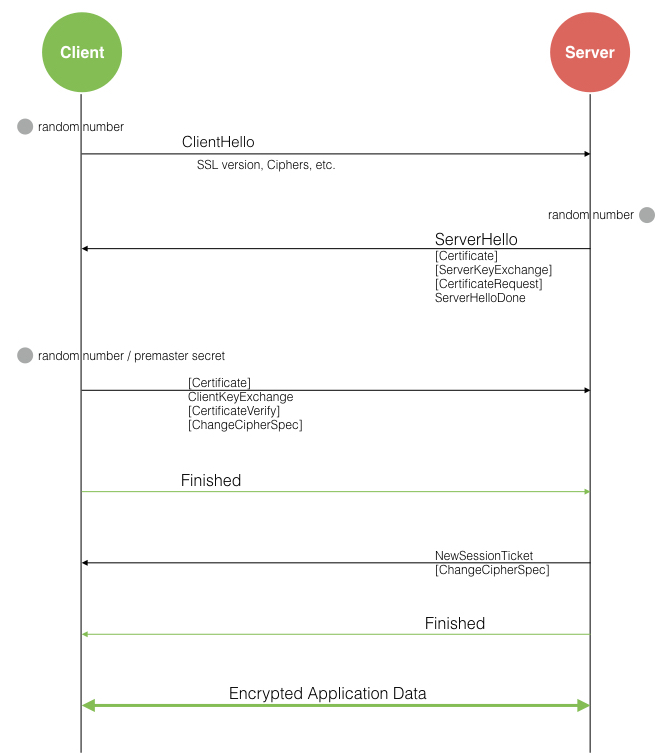 Client
Server
random number
ClientHello
SSL version, Ciphers, etc.
random number
ServerHello
[Certificate]
[ServerKeyExchange]
[CertificateRequest]
ServerHelloDone
random number / premaster secret
[Certificate]
ClientKeyExchange
[CertificateVerify]
[ChangeCipherSpec]
Finished
NewSessionTicket
[ChangeCipherSpec]
Finished
Encrypted Application Data